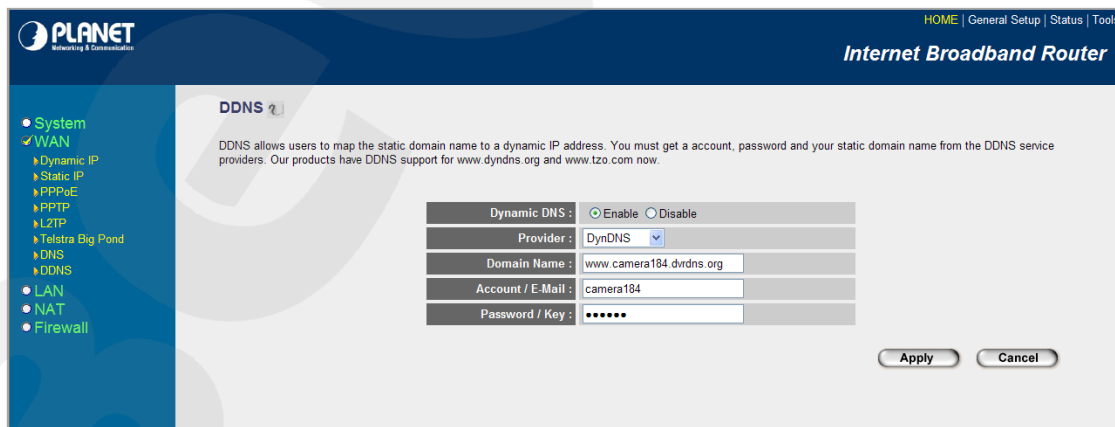 PLANET
Networking & Communication
HOME | General Setup | Status | Tools
Internet Broadband Router
System
WAN
Dynamic IP
Static IP
PPPoE
PPTP
L2TP
Telstra Big Pond
DNS
DDNS
LAN
NAT
Firewall
DDNS
DDNS allows users to map the static domain name to a dynamic IP address. You must get a account, password and your static domain name from the DDNS service
providers. Our products have DDNS support for www.dyndns.org and www.tzo.com now.
Dynamic DNS : Enable Disable
Provider : DynDNS
Domain Name : www.camera184.dvrdns.org
Account / E-Mail : camera184
Password / Key : ••••••
Apply Cancel